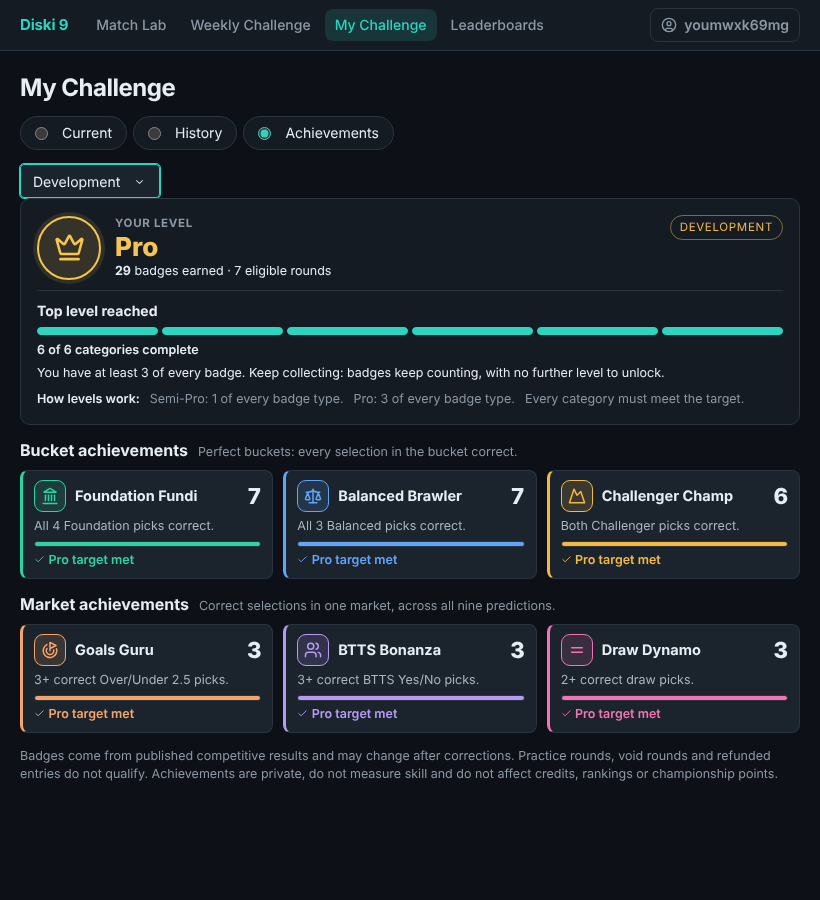 Diski 9 Match Lab Weekly Challenge My Challenge Leaderboards youmwxk69mg
My Challenge
Current History Achievements
Development
YOUR LEVEL
Pro
29 badges earned · 7 eligible rounds
DEVELOPMENT
Top level reached
6 of 6 categories complete
You have at least 3 of every badge. Keep collecting: badges keep counting, with no further level to unlock.
How levels work: Semi-Pro: 1 of every badge type. Pro: 3 of every badge type. Every category must meet the target.
Bucket achievements Perfect buckets: every selection in the bucket correct.
Foundation Fundi 7
All 4 Foundation picks correct.
✓ Pro target met
Balanced Brawler 7
All 3 Balanced picks correct.
✓ Pro target met
Challenger Champ 6
Both Challenger picks correct.
✓ Pro target met
Market achievements Correct selections in one market, across all nine predictions.
Goals Guru 3
3+ correct Over/Under 2.5 picks.
✓ Pro target met
BTTS Bonanza 3
3+ correct BTTS Yes/No picks.
✓ Pro target met
Draw Dynamo 3
2+ correct draw picks.
✓ Pro target met
Badges come from published competitive results and may change after corrections. Practice rounds, void rounds and refunded
entries do not qualify. Achievements are private, do not measure skill and do not affect credits, rankings or championship points.